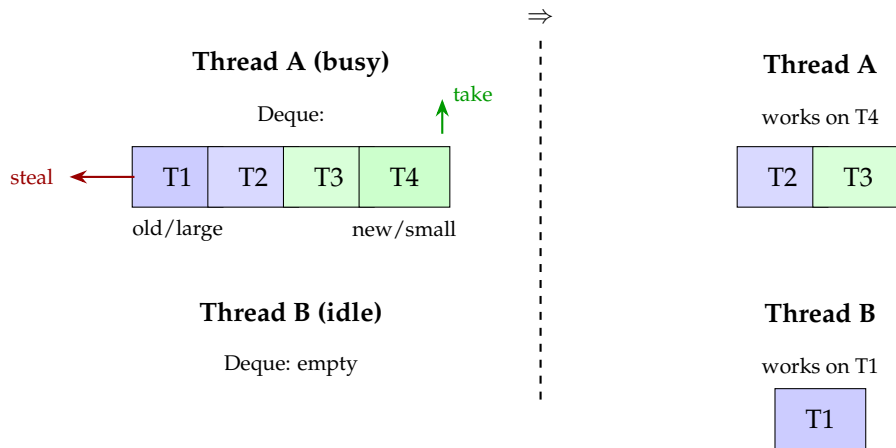 ⇒
Thread A (busy)
Deque:
take
steal
T1 T2 T3 T4
old/large new/small
Thread B (idle)
Deque: empty
Thread A
works on T4
T2 T3
Thread B
works on T1
T1